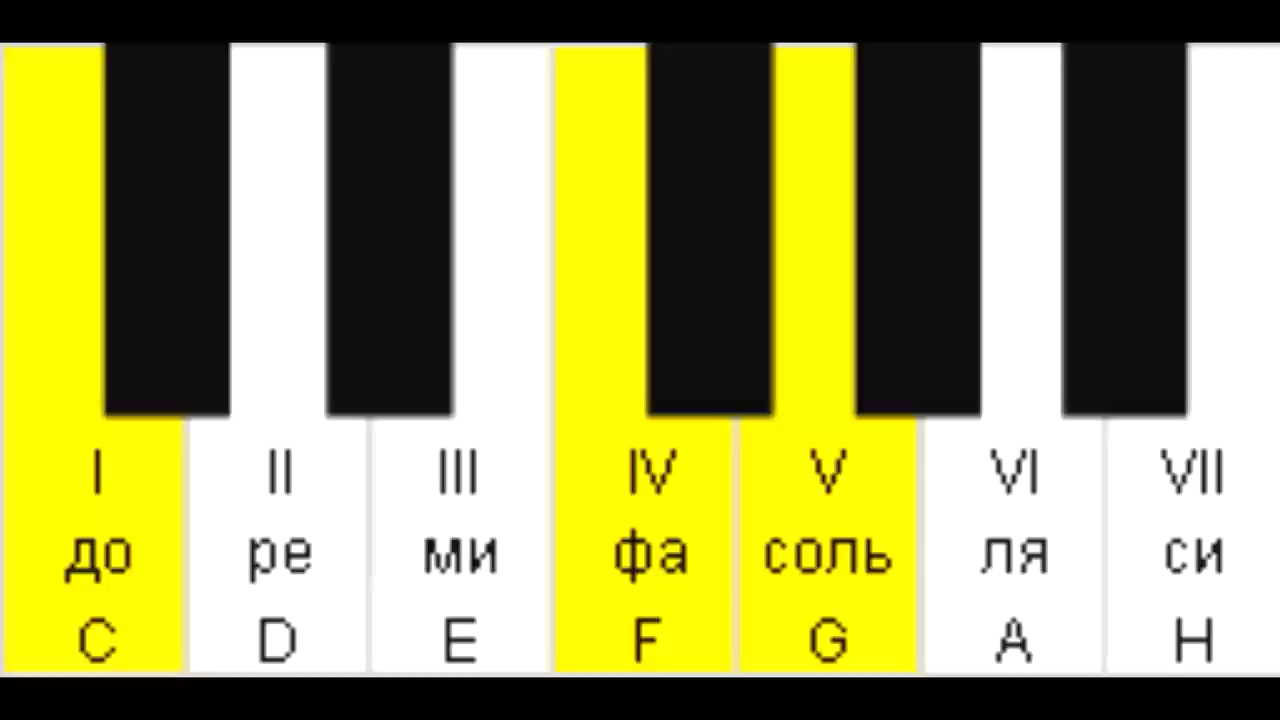 I II III IV V VI VII
до ре ми фа соль ля си
C D E F G A H